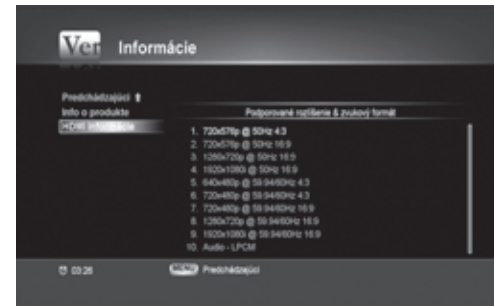 Ver Informácie
Predchádzajúci ⬆
Info o produkte
HDMI Informácie
Podporované rozlíšenie & zvukový formát
1. 720x576p @ 50Hz 4:3
2. 720x576p @ 50Hz 16:9
3. 1280x720p @ 50Hz 16:9
4. 1920x1080i @ 50Hz 16:9
5. 640x480p @ 59.94/60Hz 4:3
6. 720x480p @ 59.94/60Hz 4:3
7. 720x480p @ 59.94/60Hz 16:9
8. 1280x720p @ 59.94/60Hz 16:9
9. 1920x1080i @ 59.94/60Hz 16:9
10. Audio - LPCM
03:26 MENU Predchádzajúci